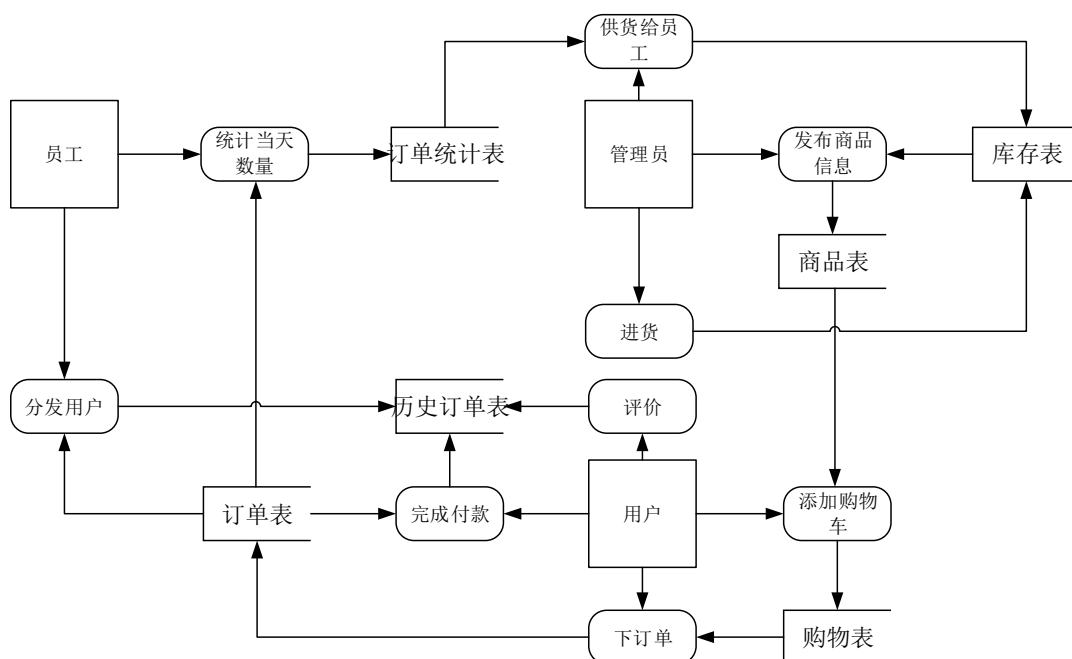 供货给员
工
员工
统计当天
数量
订单统计表
管理员
发布商品
信息
库存表
商品表
进货
分发用户
历史订单表
评价
订单表
完成付款
用户
添加购物
车
下订单
购物表